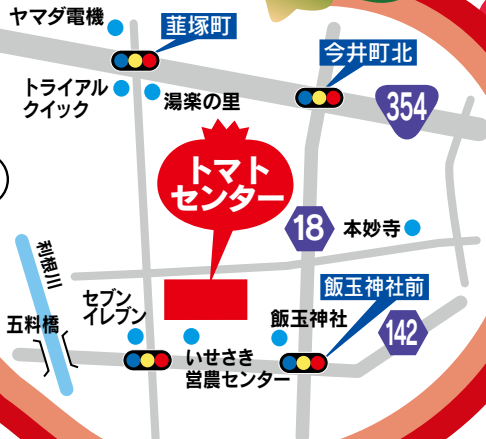 ヤマダ電機
韮塚町
今井町北
トライアル
クイック
湯楽の里
354
トマト
センター
18
本妙寺
利根川
飯玉神社前
セブン
イレブン
五料橋
飯玉神社
142
いせさき
営農センター